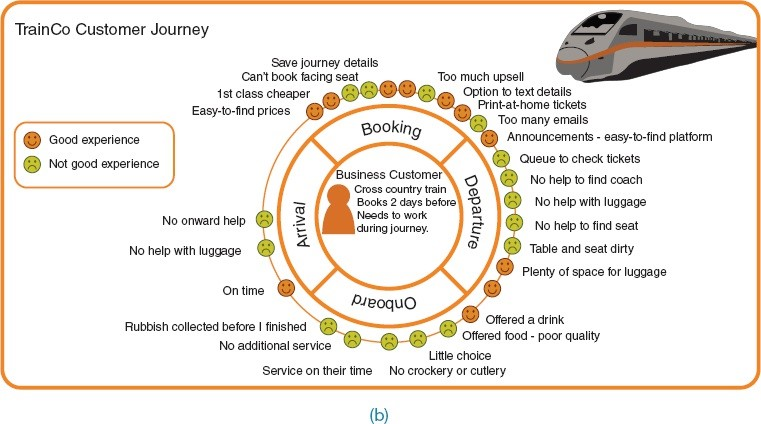 TrainCo Customer Journey
Save journey details
Can't book facing seat
1st class cheaper
Easy-to-find prices
Too much upsell
Option to text details
Print-at-home tickets
Too many emails
Announcements - easy-to-find platform
Queue to check tickets
No help to find coach
No help with luggage
No help to find seat
Table and seat dirty
Plenty of space for luggage
Good experience
Not good experience
Booking
Departure
Onboard
Arrival
Business Customer
Cross country train
Books 2 days before
Needs to work
during journey.
No onward help
No help with luggage
On time
Rubbish collected before I finished
No additional service
Service on their time
Offered a drink
Offered food - poor quality
Little choice
No crockery or cutlery
(b)